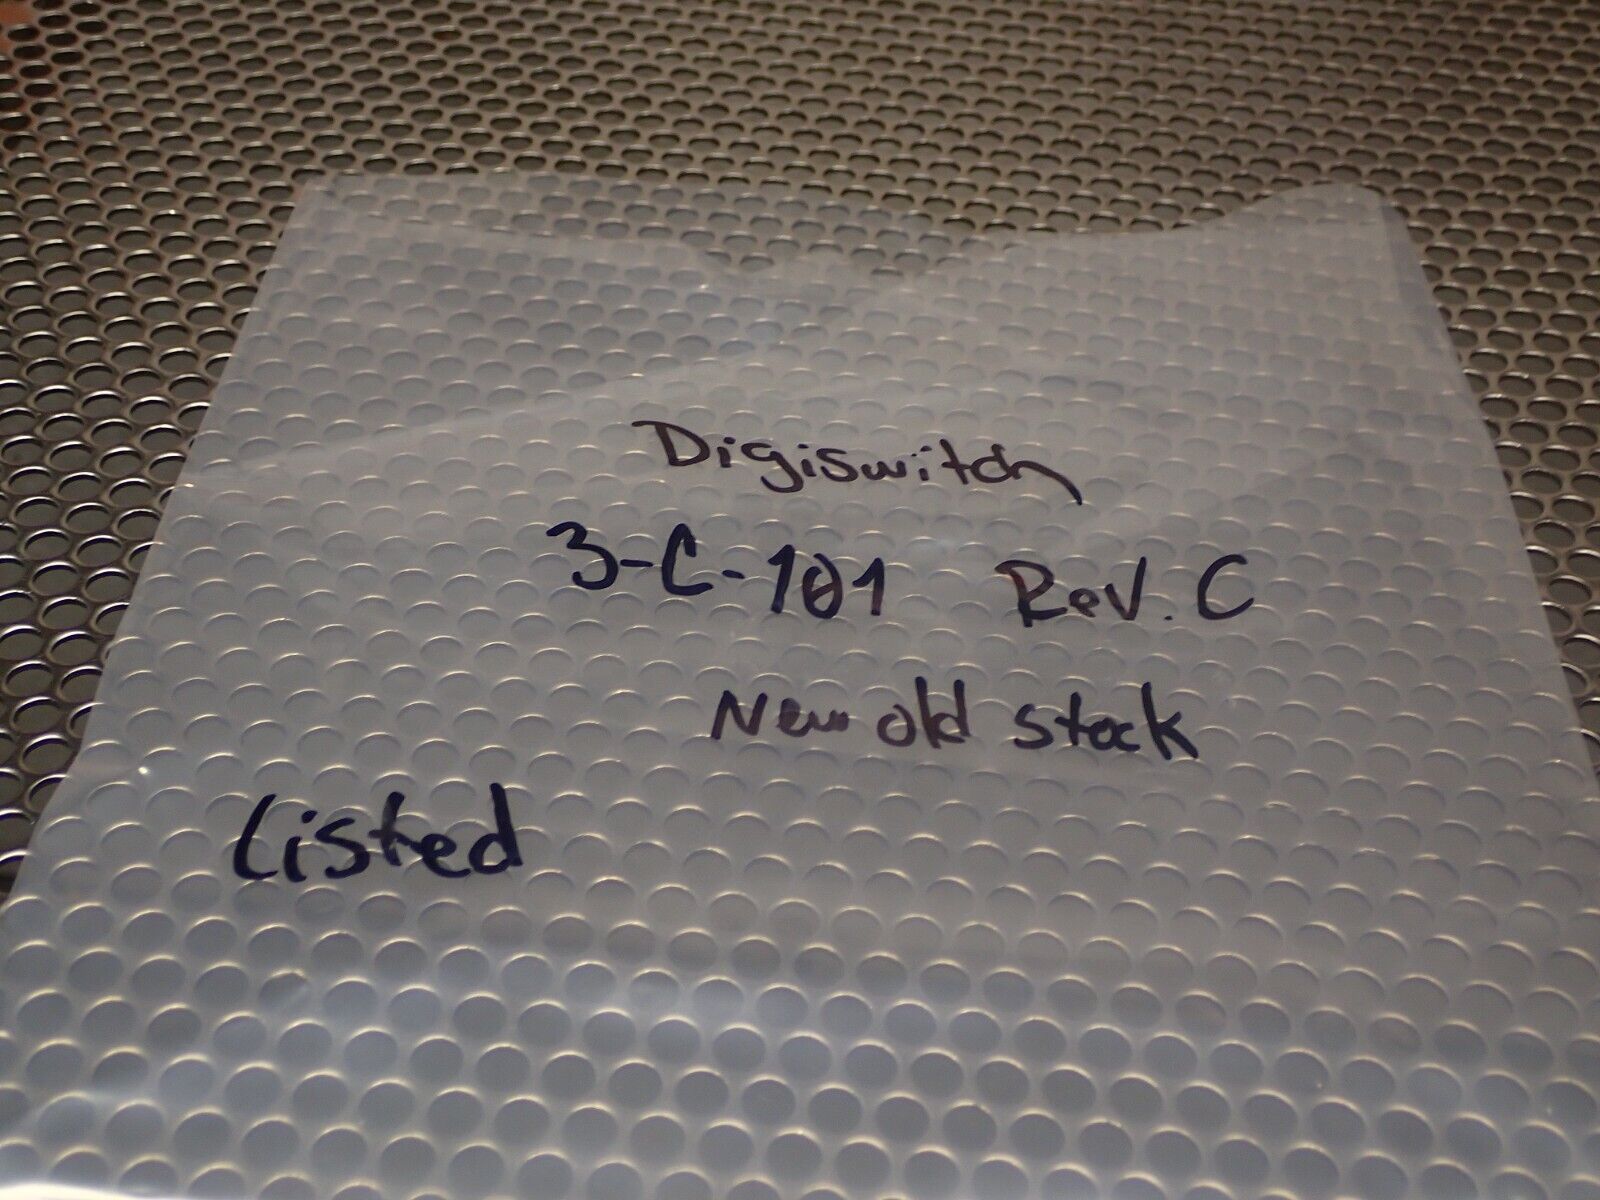 Digiswitch
3-C-101 Rev. C
New old stock
Listed